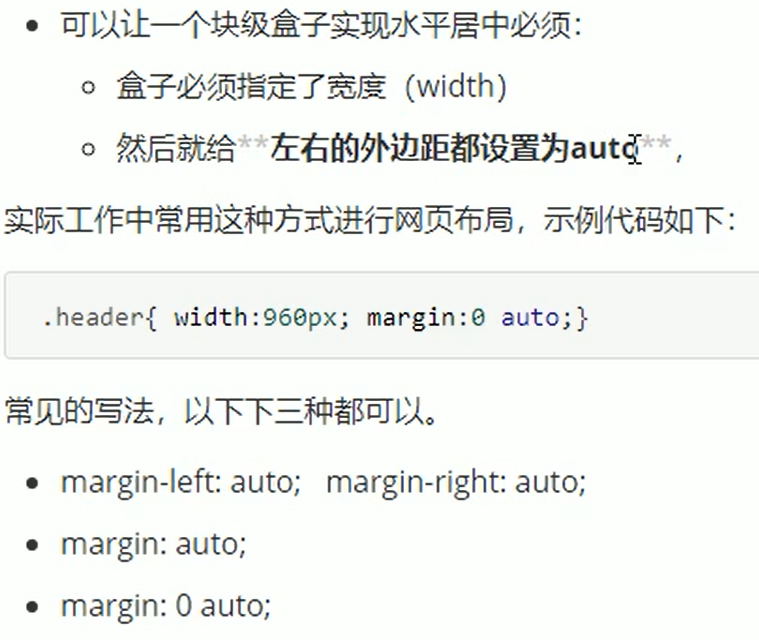 可以让一个块级盒子实现水平居中必须：
盒子必须指定了宽度（width）
然后就给**左右的外边距都设置为auto**，
实际工作中常用这种方式进行网页布局，示例代码如下：
.header{ width:960px; margin:0 auto;}
常见的写法，以下下三种都可以。
margin-left: auto;   margin-right: auto;
margin: auto;
margin: 0 auto;